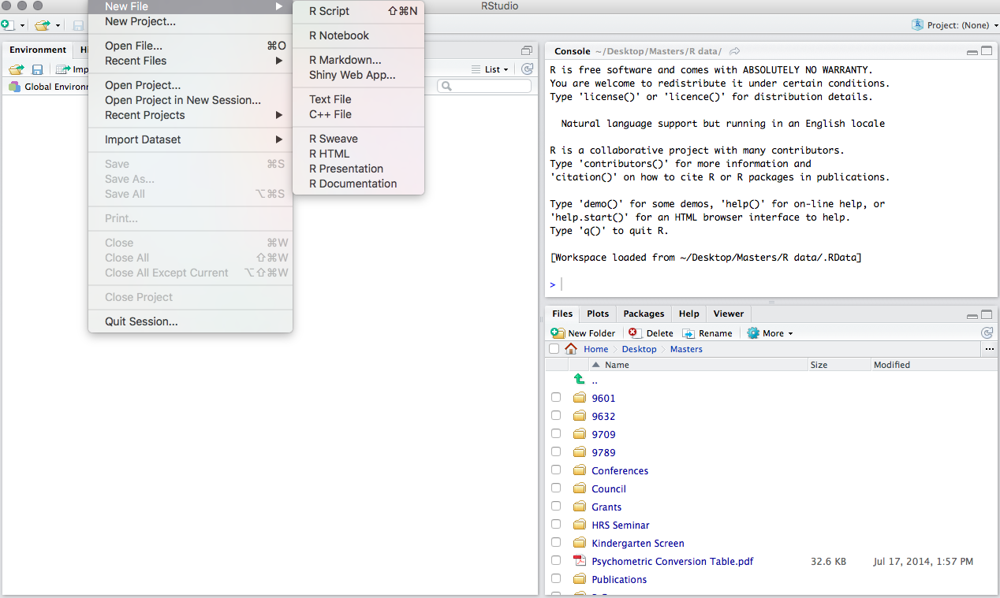 RStudio
New File
New Project...
Open File... ⌘O
Recent Files
Open Project...
Open Project in New Session...
Recent Projects
Import Dataset
Save ⌘S
Save As...
Save All ⌥⌘S
Print...
Close ⌘W
Close All ⇧⌘W
Close All Except Current ⌥⇧⌘W
Close Project
Quit Session...
R Script ⇧⌘N
R Notebook
R Markdown...
Shiny Web App...
Text File
C++ File
R Sweave
R HTML
R Presentation
R Documentation
Project: (None)
Environment Hi
Imp
List
Global Environn
Console ~/Desktop/Masters/R data/
R is free software and comes with ABSOLUTELY NO WARRANTY.
You are welcome to redistribute it under certain conditions.
Type 'license()' or 'licence()' for distribution details.
Natural language support but running in an English locale
R is a collaborative project with many contributors.
Type 'contributors()' for more information and
'citation()' on how to cite R or R packages in publications.
Type 'demo()' for some demos, 'help()' for on-line help, or
'help.start()' for an HTML browser interface to help.
Type 'q()' to quit R.
[Workspace loaded from ~/Desktop/Masters/R data/.RData]
>
Files Plots Packages Help Viewer
New Folder Delete Rename More
Home Desktop Masters ...
Name Size Modified
..
9601
9632
9709
9789
Conferences
Council
Grants
HRS Seminar
Kindergarten Screen
Psychometric Conversion Table.pdf 32.6 KB Jul 17, 2014, 1:57 PM
Publications